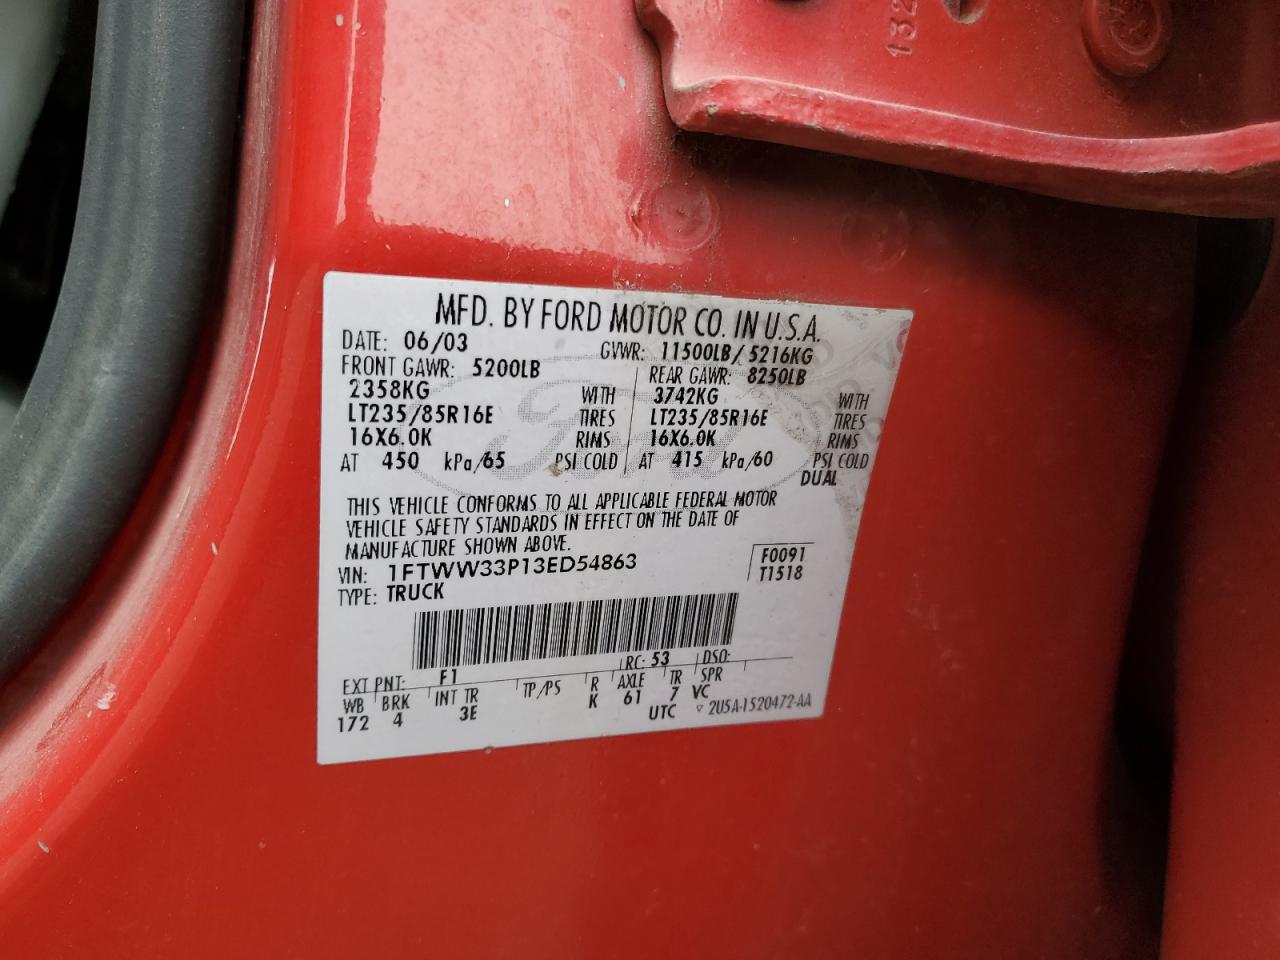 132
MFD. BY FORD MOTOR CO. IN U.S.A.
DATE: 06/03 GVWR: 11500LB / 5216KG
FRONT GAWR: 5200LB REAR GAWR: 8250LB
2358KG WITH 3742KG WITH
LT235/85R16E TIRES LT235/85R16E TIRES
16X6.0K RIMS 16X6.0K RIMS
AT 450 kPa/65 PSI COLD AT 415 kPa/60 PSI COLD
DUAL
Ford
THIS VEHICLE CONFORMS TO ALL APPLICABLE FEDERAL MOTOR
VEHICLE SAFETY STANDARDS IN EFFECT ON THE DATE OF
MANUFACTURE SHOWN ABOVE.
VIN: 1FTWW33P13ED54863 F0091
TYPE: TRUCK T1518
EXT PNT: F1 RC: 53 DSO:
WB BRK INT TR TP/PS R AXLE TR SPR
172 4 3E K 61 7 VC
UTC ▽ 2U5A-1520472-AA